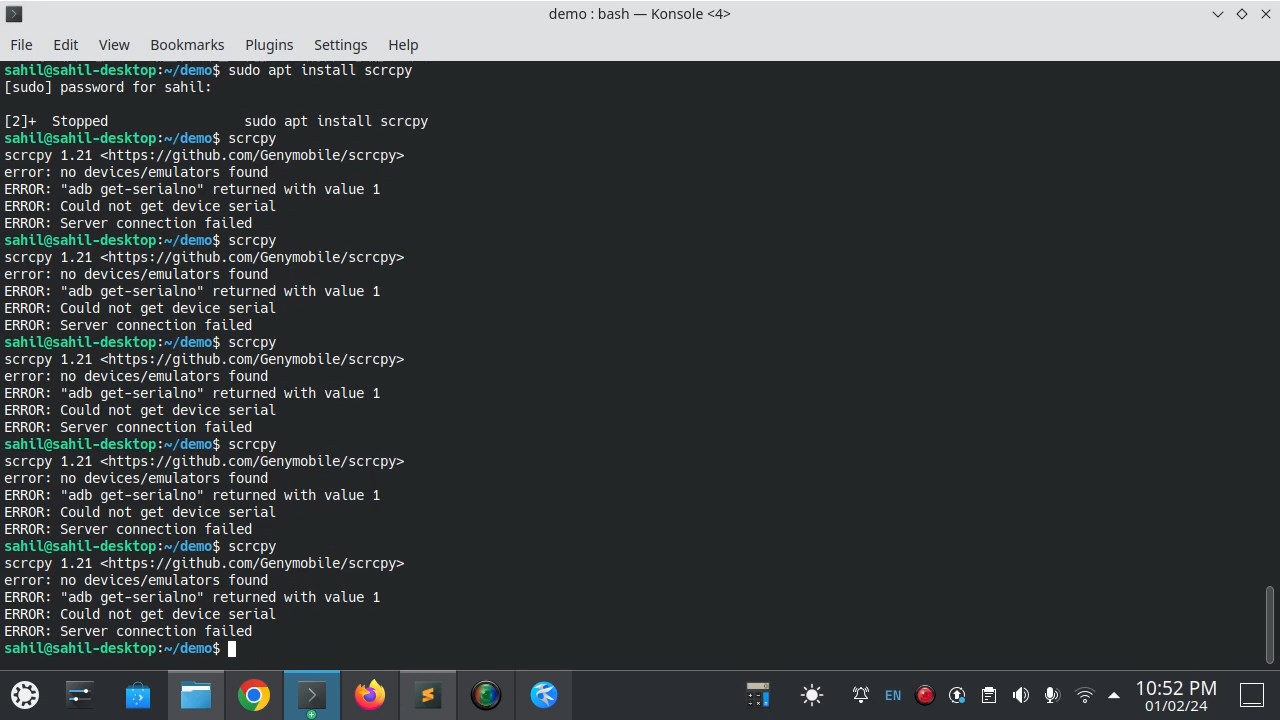 demo : bash — Konsole <4>
File Edit View Bookmarks Plugins Settings Help
sahil@sahil-desktop:~/demo$ sudo apt install scrcpy
[sudo] password for sahil:
[2]+  Stopped                 sudo apt install scrcpy
sahil@sahil-desktop:~/demo$ scrcpy
scrcpy 1.21 <https://github.com/Genymobile/scrcpy>
error: no devices/emulators found
ERROR: "adb get-serialno" returned with value 1
ERROR: Could not get device serial
ERROR: Server connection failed
sahil@sahil-desktop:~/demo$ scrcpy
scrcpy 1.21 <https://github.com/Genymobile/scrcpy>
error: no devices/emulators found
ERROR: "adb get-serialno" returned with value 1
ERROR: Could not get device serial
ERROR: Server connection failed
sahil@sahil-desktop:~/demo$ scrcpy
scrcpy 1.21 <https://github.com/Genymobile/scrcpy>
error: no devices/emulators found
ERROR: "adb get-serialno" returned with value 1
ERROR: Could not get device serial
ERROR: Server connection failed
sahil@sahil-desktop:~/demo$ scrcpy
scrcpy 1.21 <https://github.com/Genymobile/scrcpy>
error: no devices/emulators found
ERROR: "adb get-serialno" returned with value 1
ERROR: Could not get device serial
ERROR: Server connection failed
sahil@sahil-desktop:~/demo$ scrcpy
scrcpy 1.21 <https://github.com/Genymobile/scrcpy>
error: no devices/emulators found
ERROR: "adb get-serialno" returned with value 1
ERROR: Could not get device serial
ERROR: Server connection failed
sahil@sahil-desktop:~/demo$
EN
10:52 PM
01/02/24